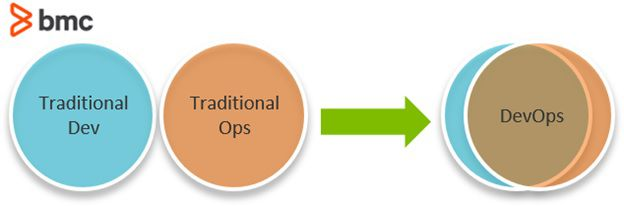 bmc
Traditional
Dev
Traditional
Ops
DevOps